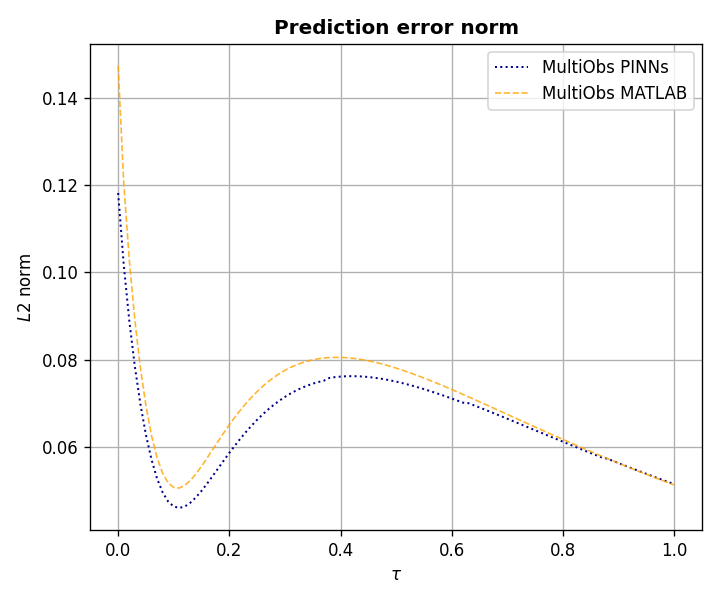 Prediction error norm
MultiObs PINNs
MultiObs MATLAB
0.14
0.12
0.10
0.08
0.06
L2 norm
0.0 0.2 0.4 0.6 0.8 1.0
τ